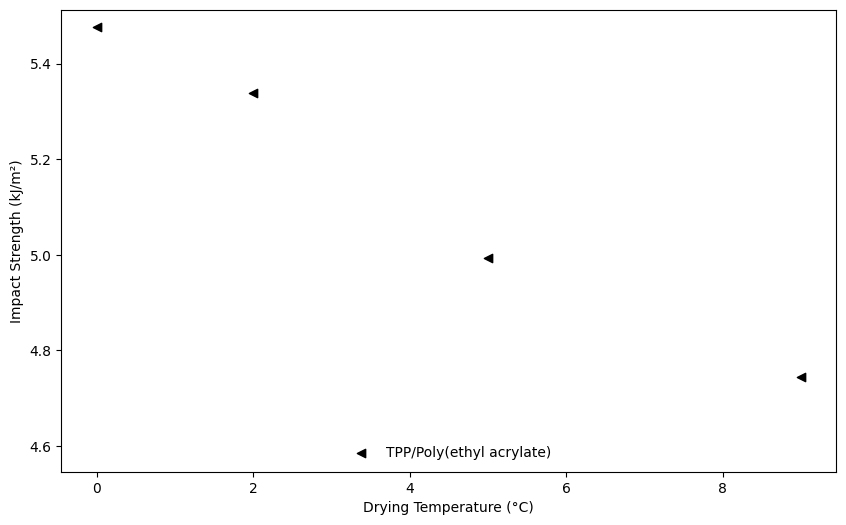 5.4
5.2
5.0
4.8
4.6
Impact Strength (kJ/m²)
TPP/Poly(ethyl acrylate)
0 2 4 6 8
Drying Temperature (°C)